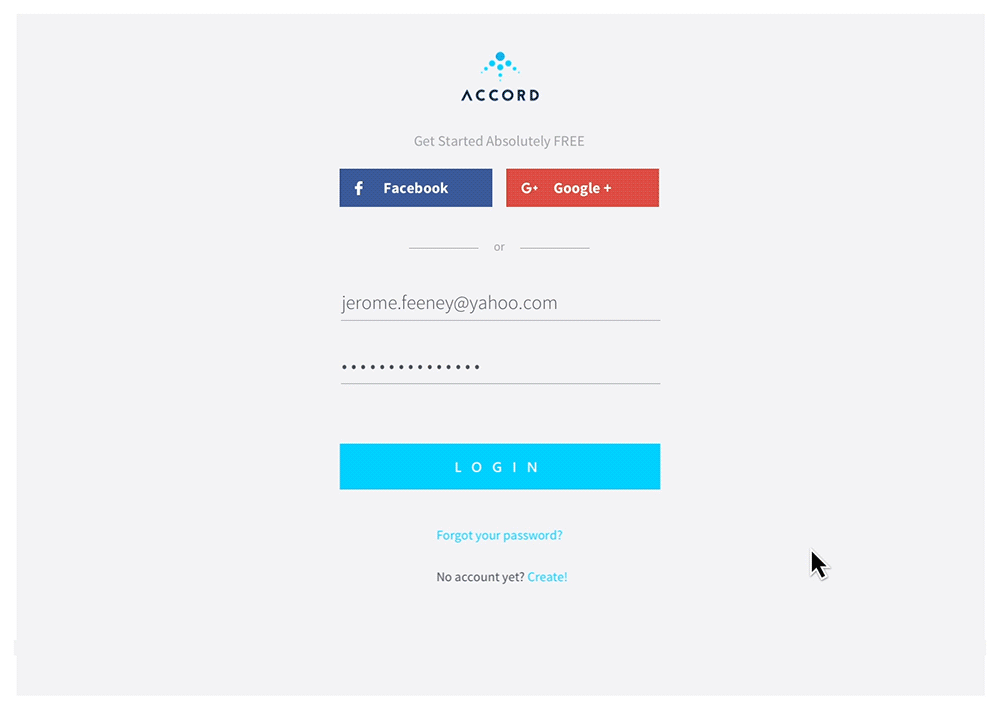 ACCORD
Get Started Absolutely FREE
f Facebook
G+ Google +
or
jerome.feeney@yahoo.com
•••••••••••••••
LOGIN
Forgot your password?
No account yet? Create!